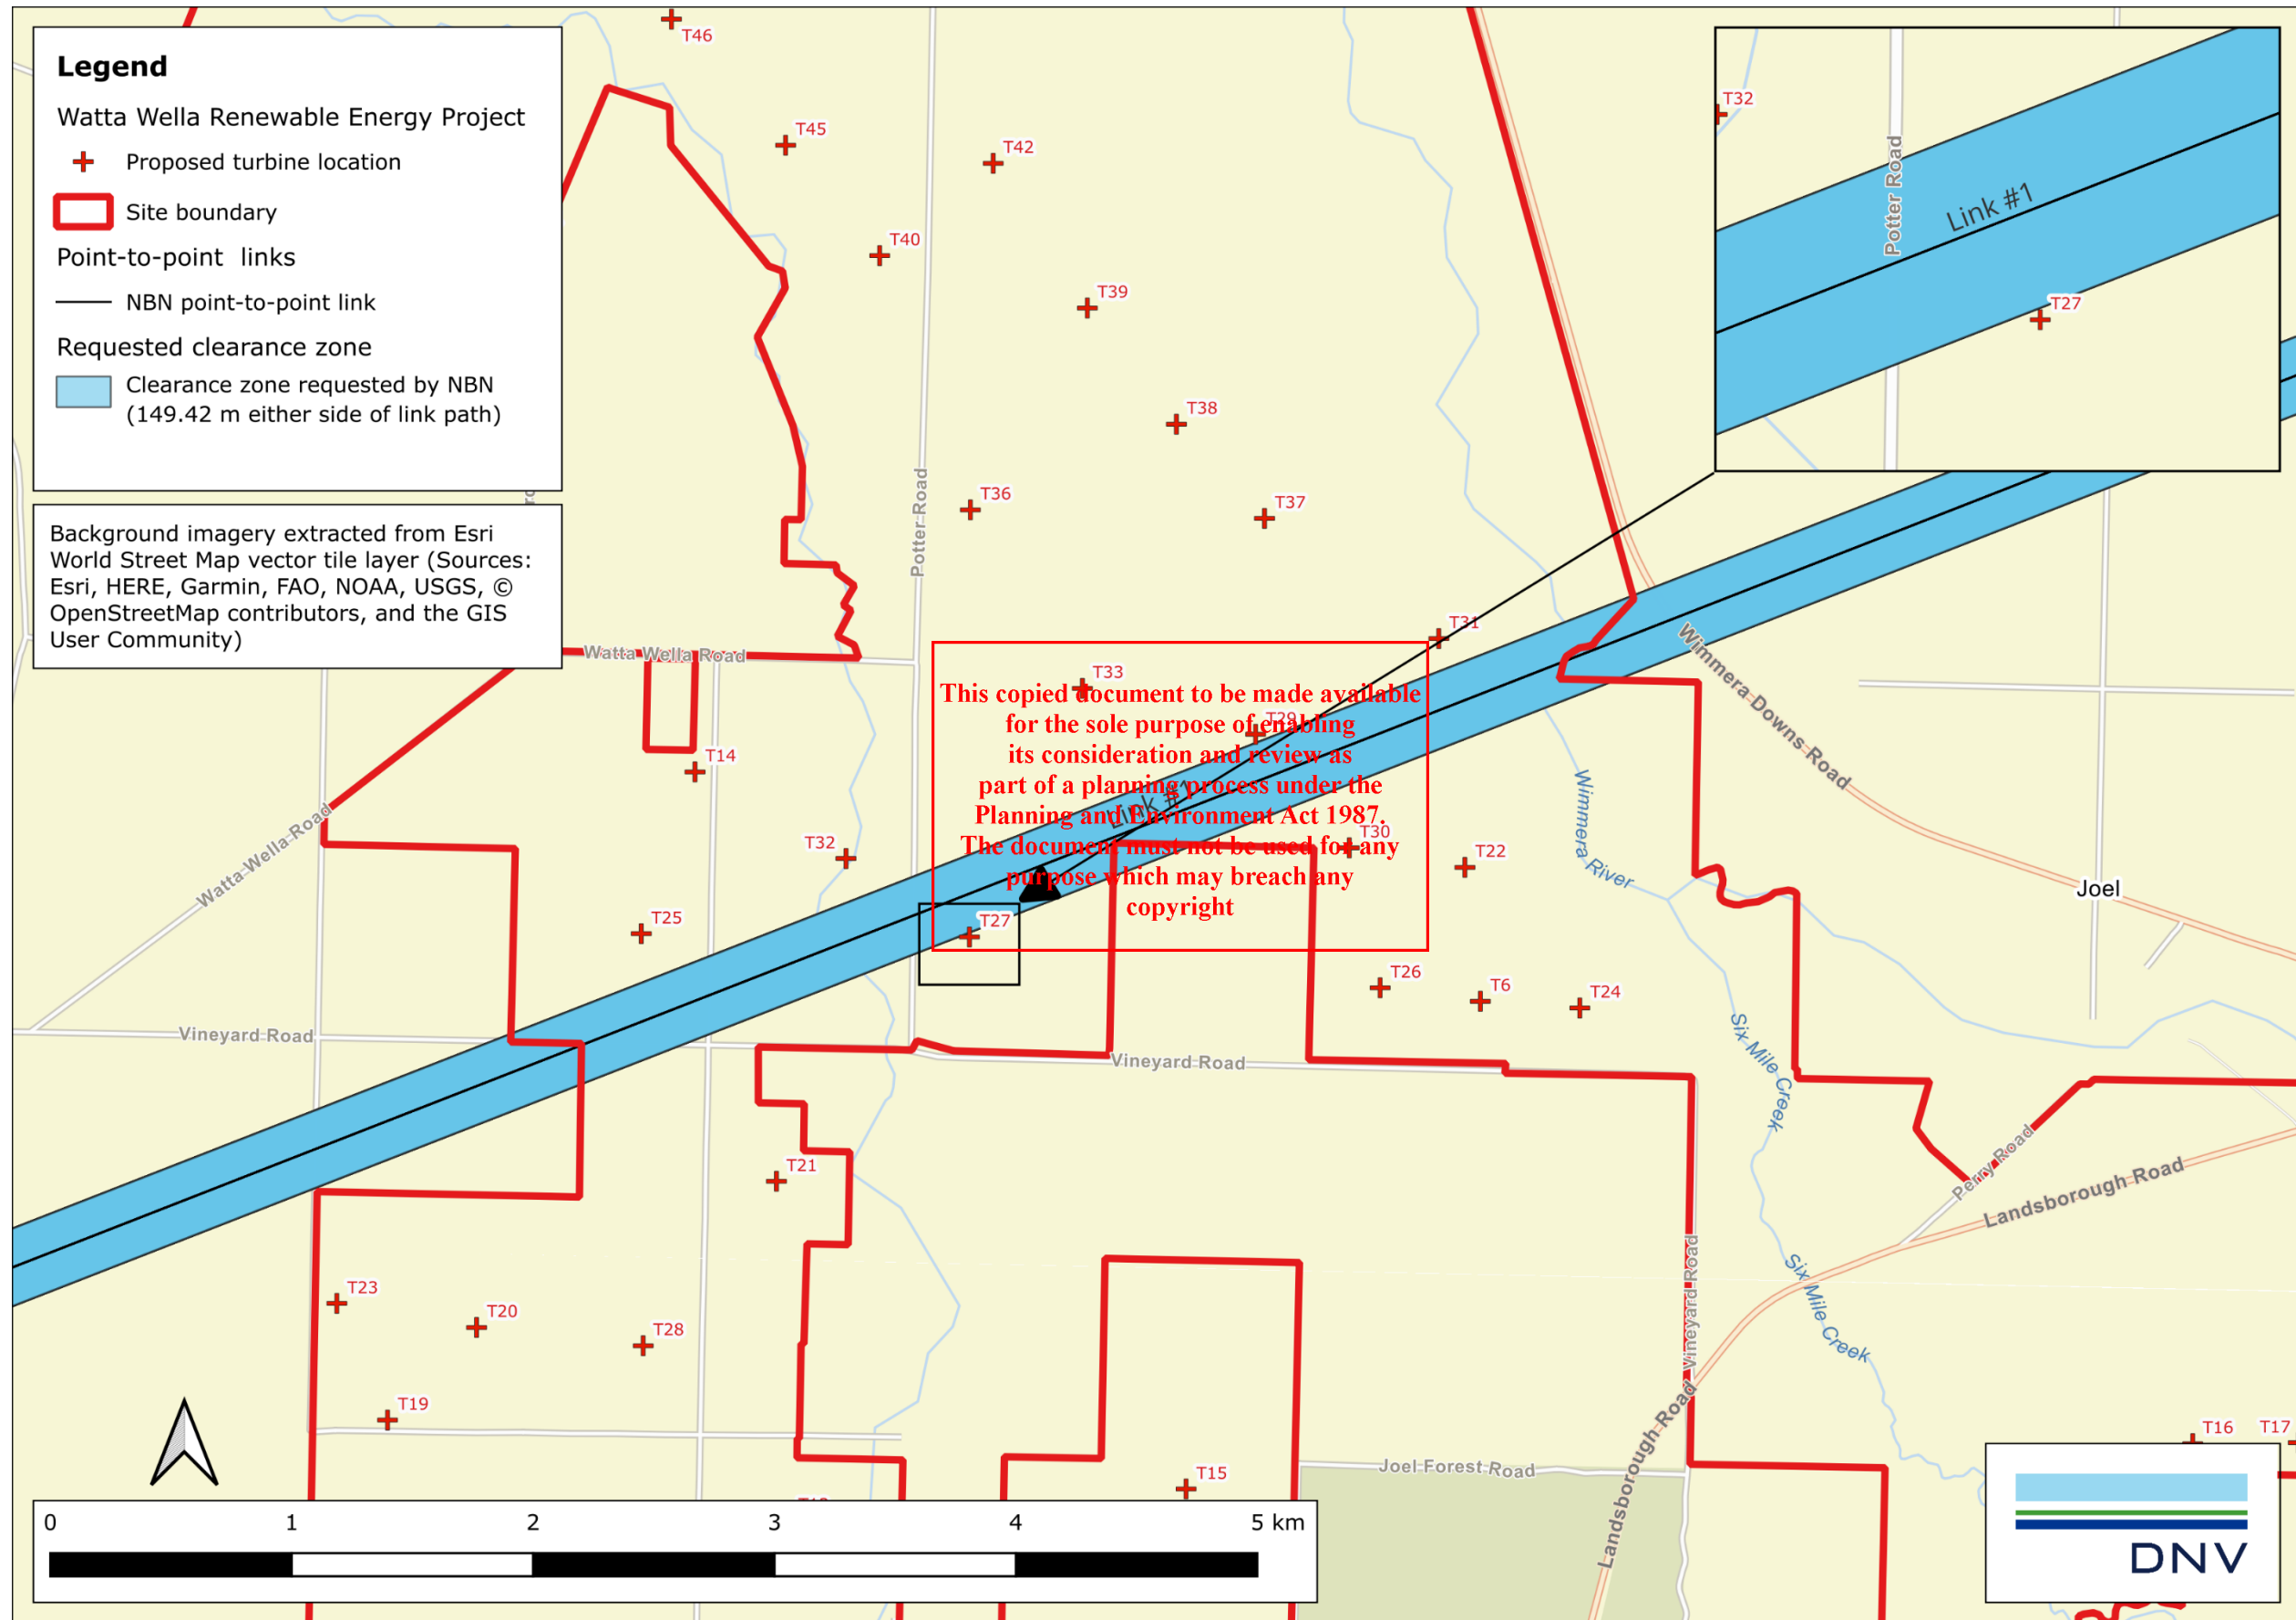 Legend
Watta Wella Renewable Energy Project
Proposed turbine location
Site boundary
Point-to-point links
NBN point-to-point link
Requested clearance zone
Clearance zone requested by NBN
(149.42 m either side of link path)
Background imagery extracted from Esri
World Street Map vector tile layer (Sources:
Esri, HERE, Garmin, FAO, NOAA, USGS, ©
OpenStreetMap contributors, and the GIS
User Community)
T46
T45
T42
T40
T39
T38
T36
T37
T31
T33
T29
T14
T32
T30
T22
T25
T27
T26
T6
T24
T21
T23
T20
T28
T19
T15
T16
T17
T32
Potter Road
Link #1
T27
Potter Road
Watta Wella Road
Watta Wella Road
Vineyard Road
Vineyard Road
Vineyard Road
Link #1
Wimmera Downs Road
Wimmera River
Joel
Six Mile Creek
Six Mile Creek
Perry Road
Landsborough Road
Landsborough Road
Joel Forest Road
This copied document to be made available
for the sole purpose of enabling
its consideration and review as
part of a planning process under the
Planning and Environment Act 1987.
The document must not be used for any
purpose which may breach any
copyright
0 1 2 3 4 5 km
DNV